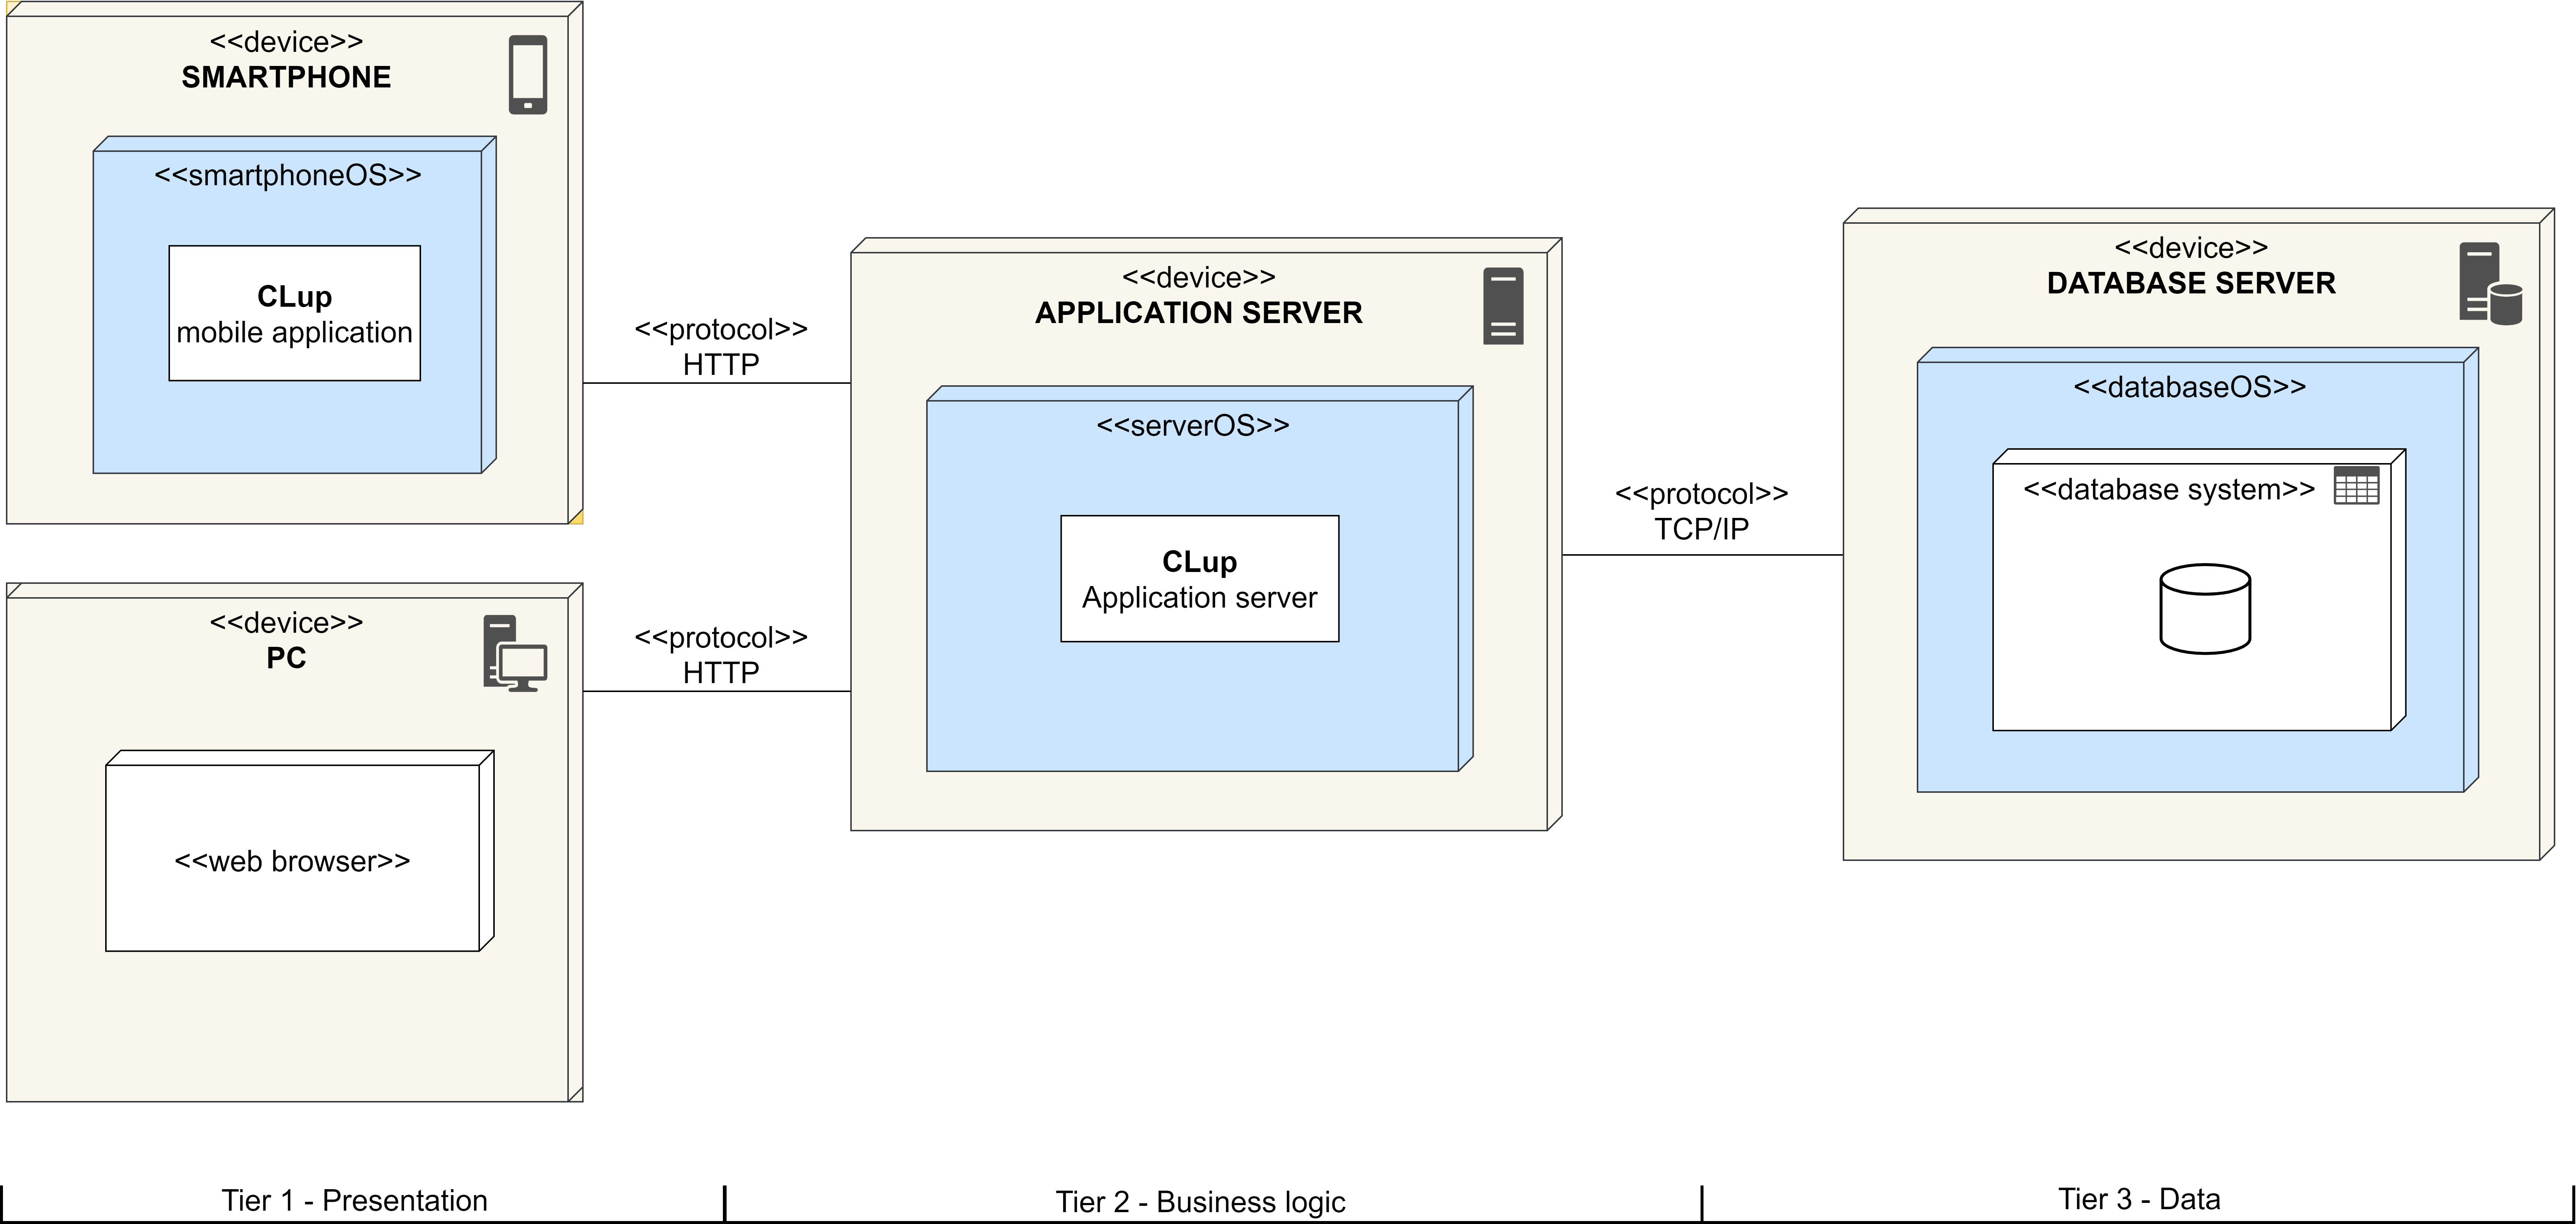 <<device>>
SMARTPHONE
<<smartphoneOS>>
CLup
mobile application
<<device>>
PC
<<web browser>>
<<protocol>>
HTTP
<<protocol>>
HTTP
<<device>>
APPLICATION SERVER
<<serverOS>>
CLup
Application server
<<protocol>>
TCP/IP
<<device>>
DATABASE SERVER
<<databaseOS>>
<<database system>>
Tier 1 - Presentation
Tier 2 - Business logic
Tier 3 - Data